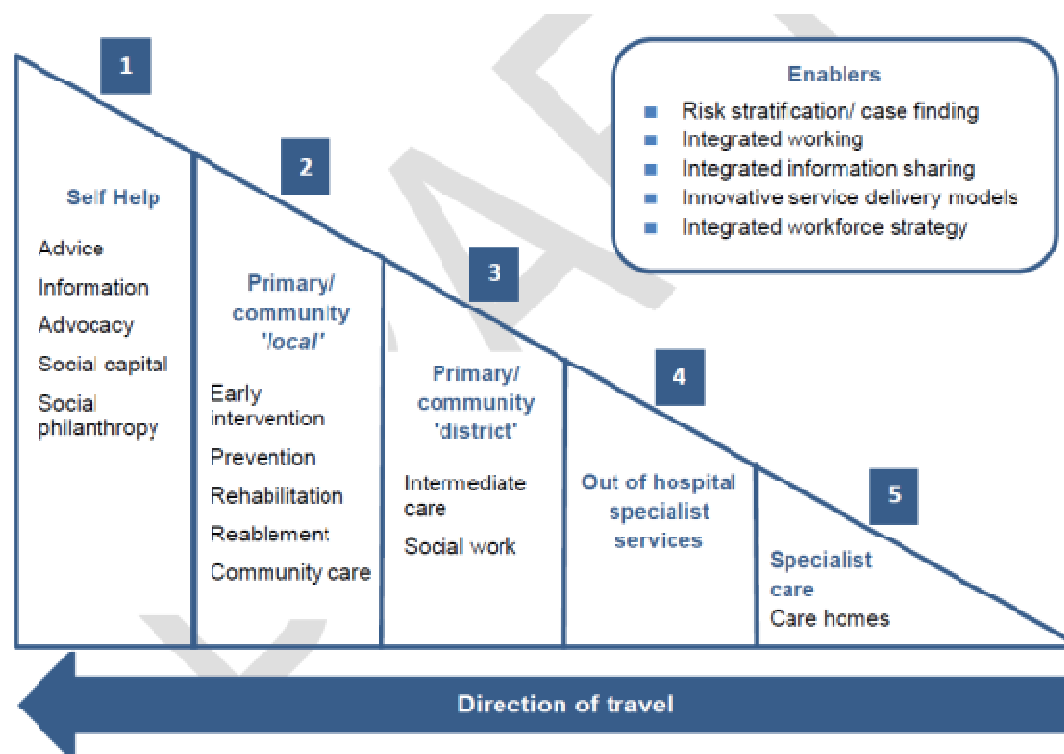 1
Self Help
Advice
Information
Advocacy
Social capital
Social
philanthropy
2
Primary/
community
'local'
Early
intervention
Prevention
Rehabilitation
Reablement
Community care
3
Primary/
community
'district'
Intermediate
care
Social work
4
Out of hospital
specialist
services
5
Specialist
care
Care homes
Enablers
Risk stratification/ case finding
Integrated working
Integrated information sharing
Innovative service delivery models
Integrated workforce strategy
Direction of travel